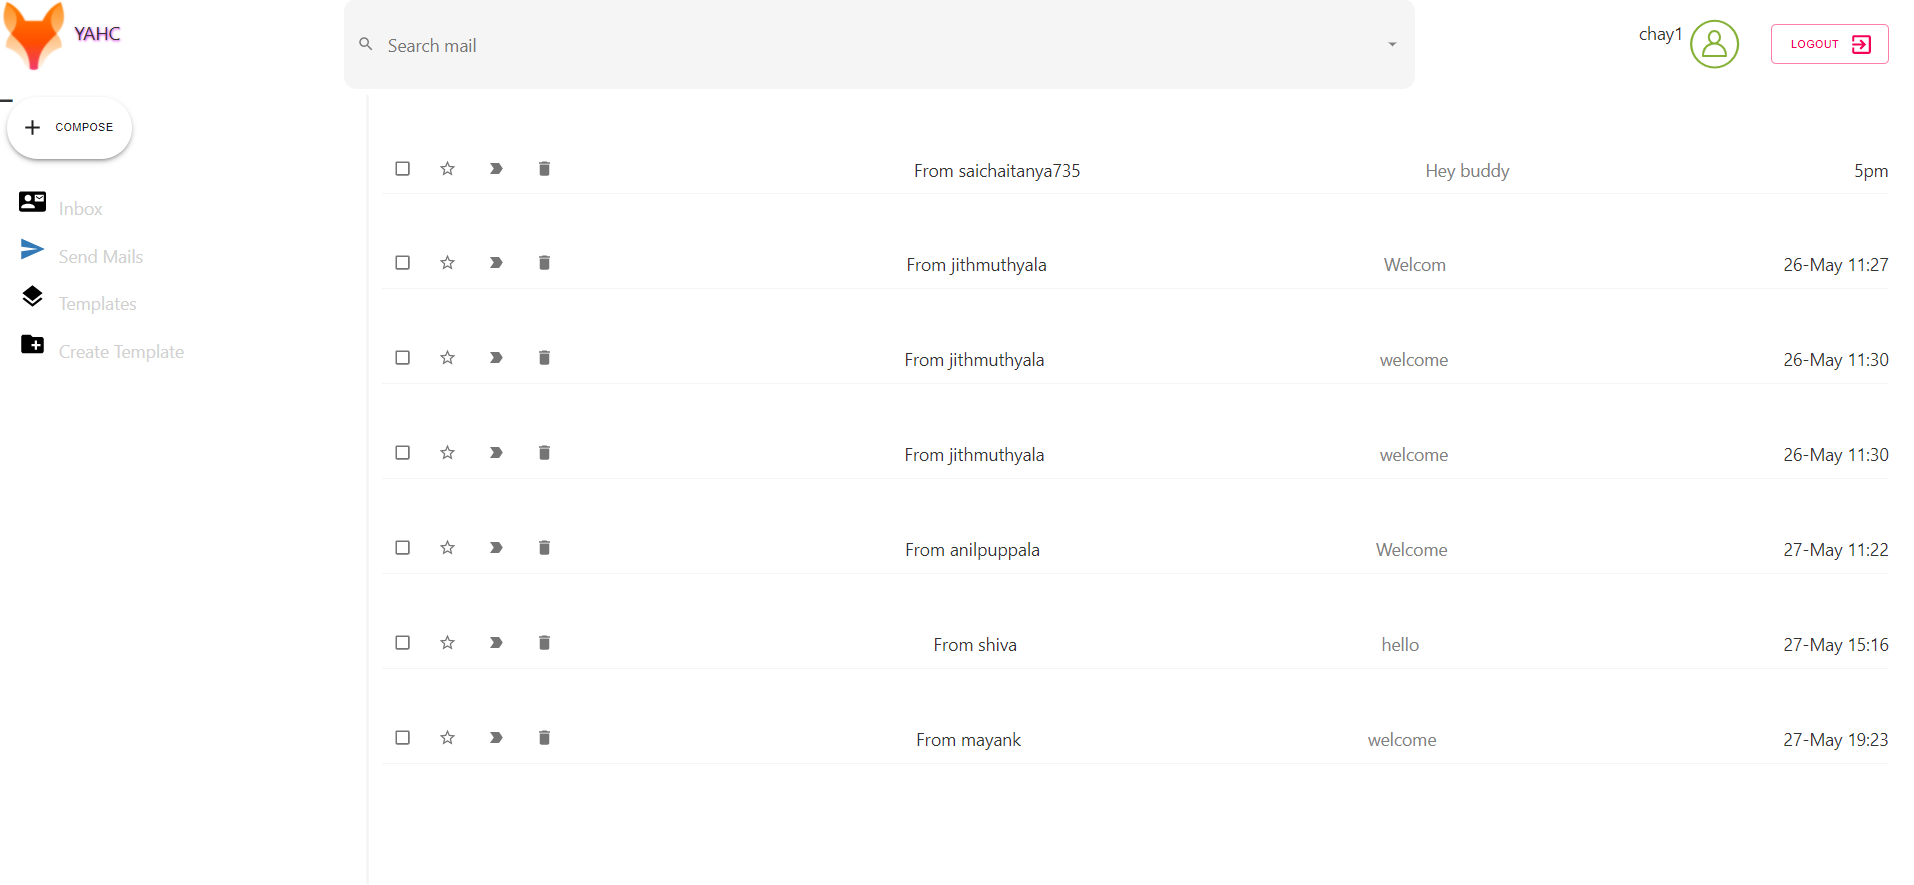 YAHC
Search mail
chay1
LOGOUT
COMPOSE
Inbox
Send Mails
Templates
Create Template
From saichaitanya735 Hey buddy 5pm
From jithmuthyala Welcom 26-May 11:27
From jithmuthyala welcome 26-May 11:30
From jithmuthyala welcome 26-May 11:30
From anilpuppala Welcome 27-May 11:22
From shiva hello 27-May 15:16
From mayank welcome 27-May 19:23